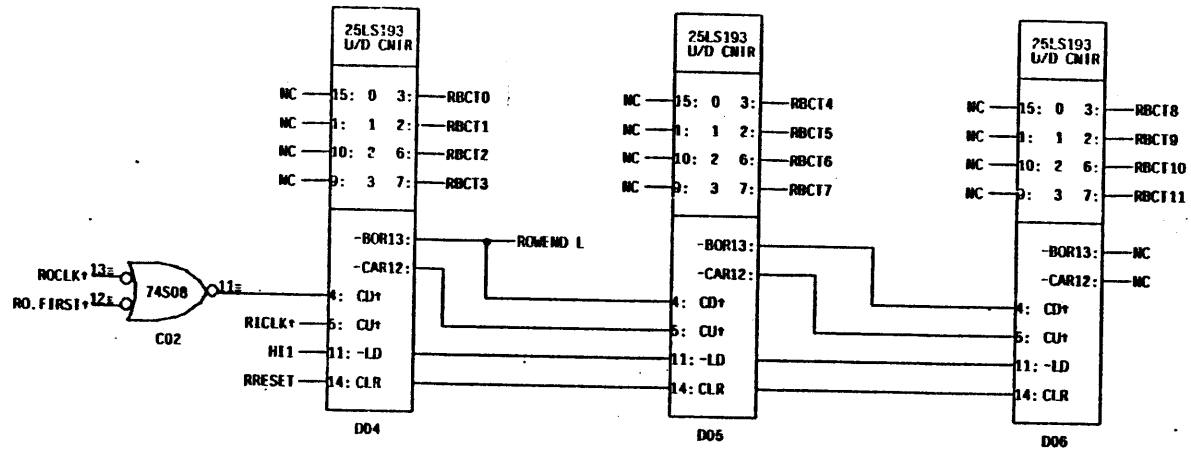 25LS193
U/D CNTR
NC 15: 0 3: RBCT0
NC 1: 1 2: RBCT1
NC 10: 2 6: RBCT2
NC 9: 3 7: RBCT3
-BOR13: ROWEND L
-CAR12:
4: CD↑
RICLK↑ 5: CU↑
HI1 11: -LD
RRESET 14: CLR
D04
ROCLK↑ 13≡
RO.FIRST↑ 12≡
74S08
11≡
C02
25LS193
U/D CNTR
NC 15: 0 3: RBCT4
NC 1: 1 2: RBCT5
NC 10: 2 6: RBCT6
NC 9: 3 7: RBCT7
-BOR13:
-CAR12:
4: CD↑
5: CU↑
11: -LD
14: CLR
D05
25LS193
U/D CNTR
NC 15: 0 3: RBCT8
NC 1: 1 2: RBCT9
NC 10: 2 6: RBCT10
NC 9: 3 7: RBCT11
-BOR13: NC
-CAR12: NC
4: CD↑
5: CU↑
11: -LD
14: CLR
D06